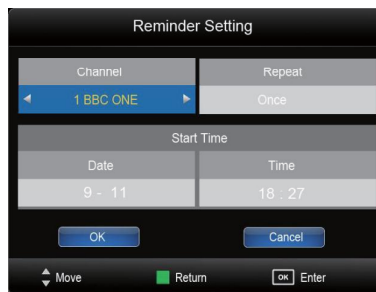 Reminder Setting
Channel
Repeat
1 BBC ONE
Once
Start Time
Date
Time
9 - 11
18 : 27
OK
Cancel
Move
Return
OK Enter